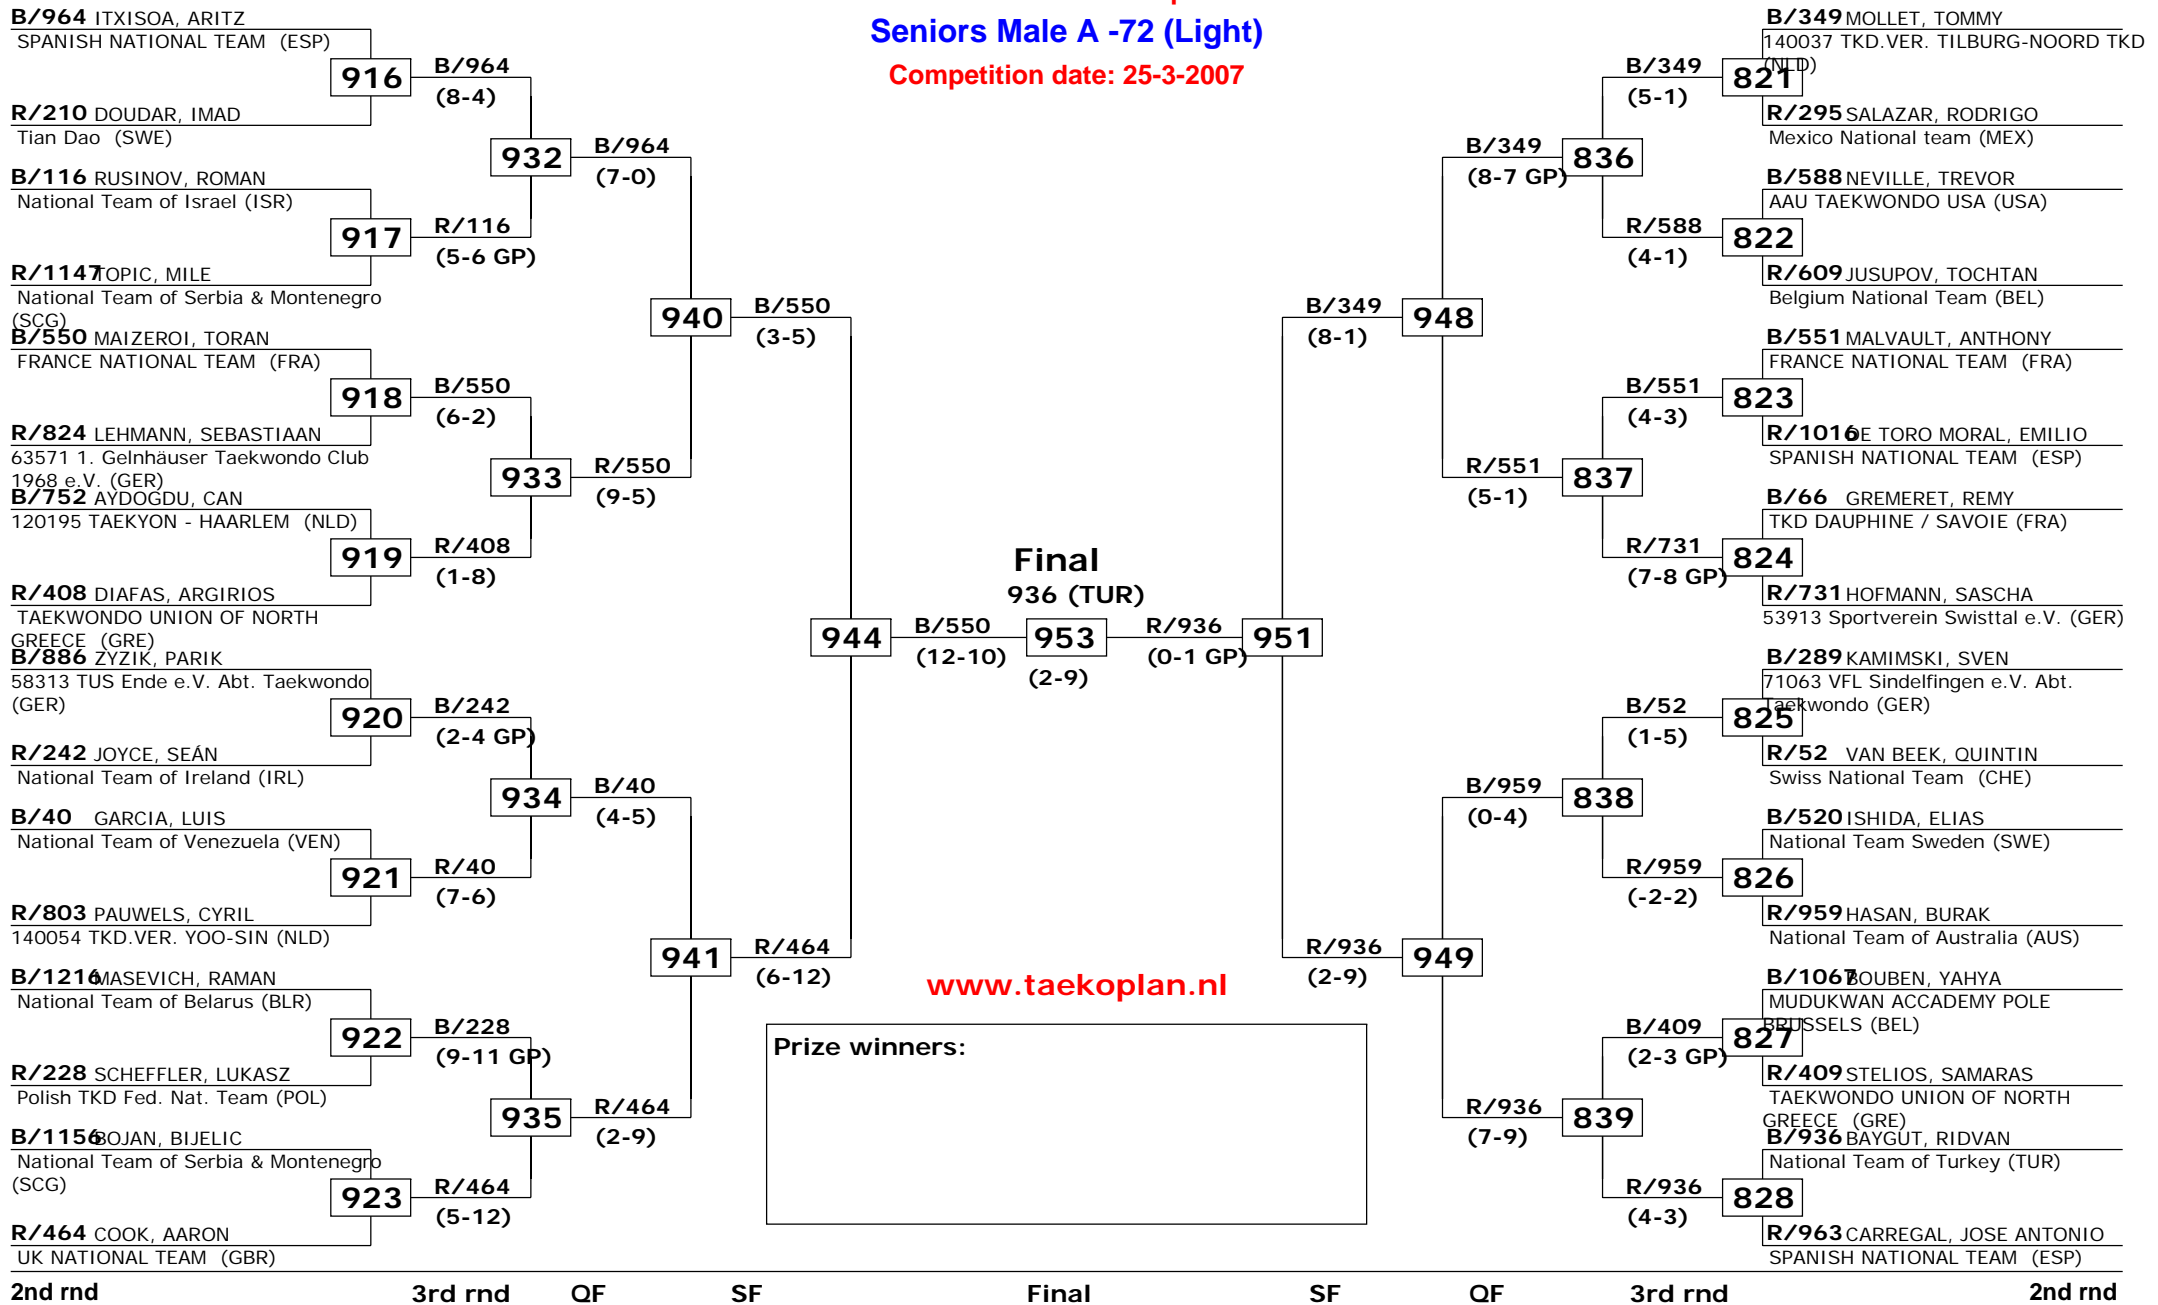 Seniors Male A -72 (Light)
Competition date: 25-3-2007
B/964 ITXISOA, ARITZ
SPANISH NATIONAL TEAM (ESP)
916
R/210 DOUDAR, IMAD
Tian Dao (SWE)
B/116 RUSINOV, ROMAN
National Team of Israel (ISR)
917
R/1147 TOPIC, MILE
National Team of Serbia & Montenegro
(SCG)
B/550 MAIZEROI, TORAN
FRANCE NATIONAL TEAM (FRA)
918
R/824 LEHMANN, SEBASTIAAN
63571 1. Gelnhäuser Taekwondo Club
1968 e.V. (GER)
B/752 AYDOGDU, CAN
120195 TAEKYON - HAARLEM (NLD)
919
R/408 DIAFAS, ARGIRIOS
TAEKWONDO UNION OF NORTH
GREECE (GRE)
B/886 ZYZIK, PARIK
58313 TUS Ende e.V. Abt. Taekwondo
(GER)
920
R/242 JOYCE, SEÁN
National Team of Ireland (IRL)
B/40 GARCIA, LUIS
National Team of Venezuela (VEN)
921
R/803 PAUWELS, CYRIL
140054 TKD.VER. YOO-SIN (NLD)
B/1216 MASEVICH, RAMAN
National Team of Belarus (BLR)
922
R/228 SCHEFFLER, LUKASZ
Polish TKD Fed. Nat. Team (POL)
B/1156 BOJAN, BIJELIC
National Team of Serbia & Montenegro
(SCG)
923
R/464 COOK, AARON
UK NATIONAL TEAM (GBR)
B/964
(8-4)
932
R/116
(5-6 GP)
B/550
(6-2)
933
R/408
(1-8)
B/242
(2-4 GP)
934
R/40
(7-6)
B/228
(9-11 GP)
935
R/464
(5-12)
B/964
(7-0)
940
R/550
(9-5)
B/40
(4-5)
941
R/464
(2-9)
B/550
(3-5)
944
R/464
(6-12)
B/550
(12-10)
Final
936 (TUR)
953
(2-9)
R/936
(0-1 GP)
951
B/349
(8-1)
948
R/936
(2-9)
949
B/349
(8-7 GP)
836
R/551
(5-1)
837
B/959
(0-4)
838
R/936
(7-9)
839
B/349
(5-1)
R/588
(4-1)
B/551
(4-3)
R/731
(7-8 GP)
B/52
(1-5)
R/959
(-2-2)
B/409
(2-3 GP)
R/936
(4-3)
B/349 MOLLET, TOMMY
140037 TKD.VER. TILBURG-NOORD TKD
(NLD)
821
R/295 SALAZAR, RODRIGO
Mexico National team (MEX)
B/588 NEVILLE, TREVOR
AAU TAEKWONDO USA (USA)
822
R/609 JUSUPOV, TOCHTAN
Belgium National Team (BEL)
B/551 MALVAULT, ANTHONY
FRANCE NATIONAL TEAM (FRA)
823
R/1016 DE TORO MORAL, EMILIO
SPANISH NATIONAL TEAM (ESP)
B/66 GREMERET, REMY
TKD DAUPHINE / SAVOIE (FRA)
824
R/731 HOFMANN, SASCHA
53913 Sportverein Swisttal e.V. (GER)
B/289 KAMIMSKI, SVEN
71063 VFL Sindelfingen e.V. Abt.
Taekwondo (GER)
825
R/52 VAN BEEK, QUINTIN
Swiss National Team (CHE)
B/520 ISHIDA, ELIAS
National Team Sweden (SWE)
826
R/959 HASAN, BURAK
National Team of Australia (AUS)
B/1067 BOUBEN, YAHYA
MUDUKWAN ACCADEMY POLE
BRUSSELS (BEL)
827
R/409 STELIOS, SAMARAS
TAEKWONDO UNION OF NORTH
GREECE (GRE)
B/936 BAYGUT, RIDVAN
National Team of Turkey (TUR)
828
R/963 CARREGAL, JOSE ANTONIO
SPANISH NATIONAL TEAM (ESP)
www.taekoplan.nl
Prize winners:
2nd rnd 3rd rnd QF SF Final SF QF 3rd rnd 2nd rnd